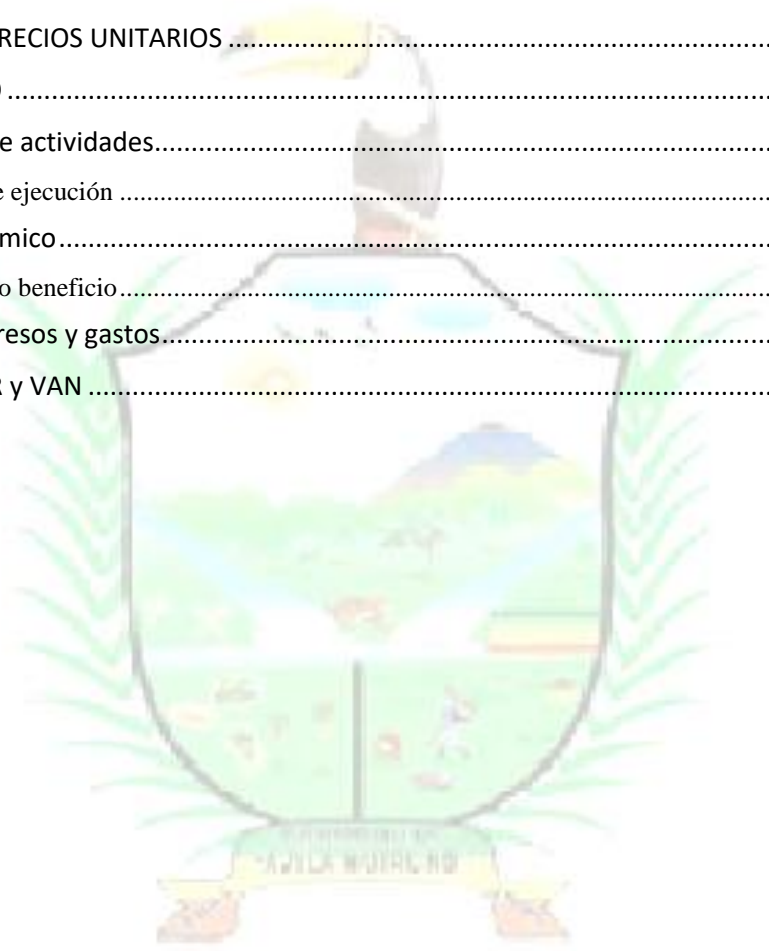 RECIOS UNITARIOS ........................................................................
O ........................................................................
e actividades........................................................................
e ejecución ........................................................................
mico........................................................................
o beneficio........................................................................
resos y gastos........................................................................
R y VAN ........................................................................